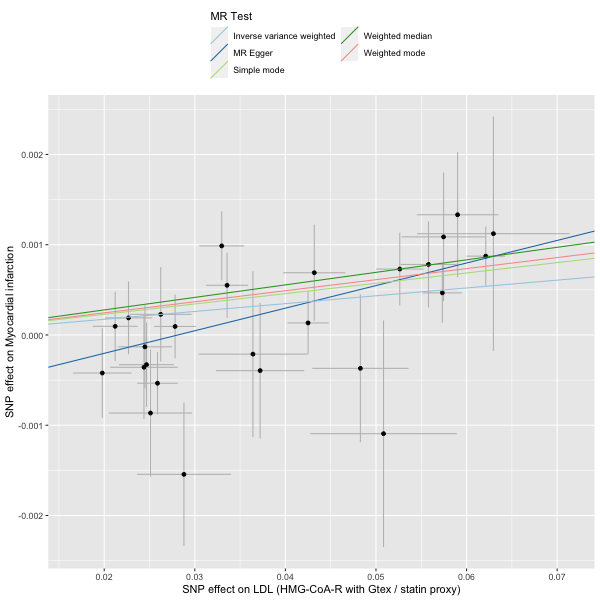 MR Test
Inverse variance weighted
Weighted median
MR Egger
Weighted mode
Simple mode
SNP effect on Myocardial infarction
0.002
0.001
0.000
-0.001
-0.002
0.02 0.03 0.04 0.05 0.06 0.07
SNP effect on LDL (HMG-CoA-R with Gtex / statin proxy)